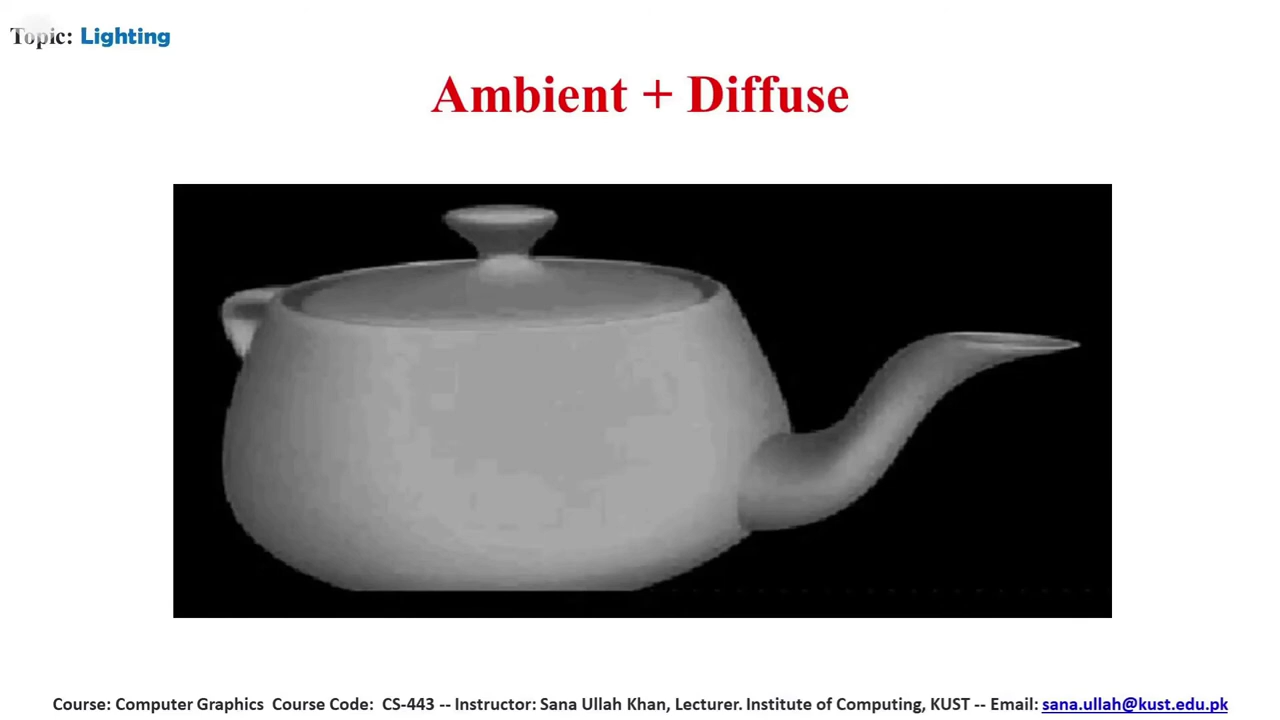 Topic: Lighting
Ambient + Diffuse
Course: Computer Graphics Course Code: CS-443 -- Instructor: Sana Ullah Khan, Lecturer. Institute of Computing, KUST -- Email: sana.ullah@kust.edu.pk